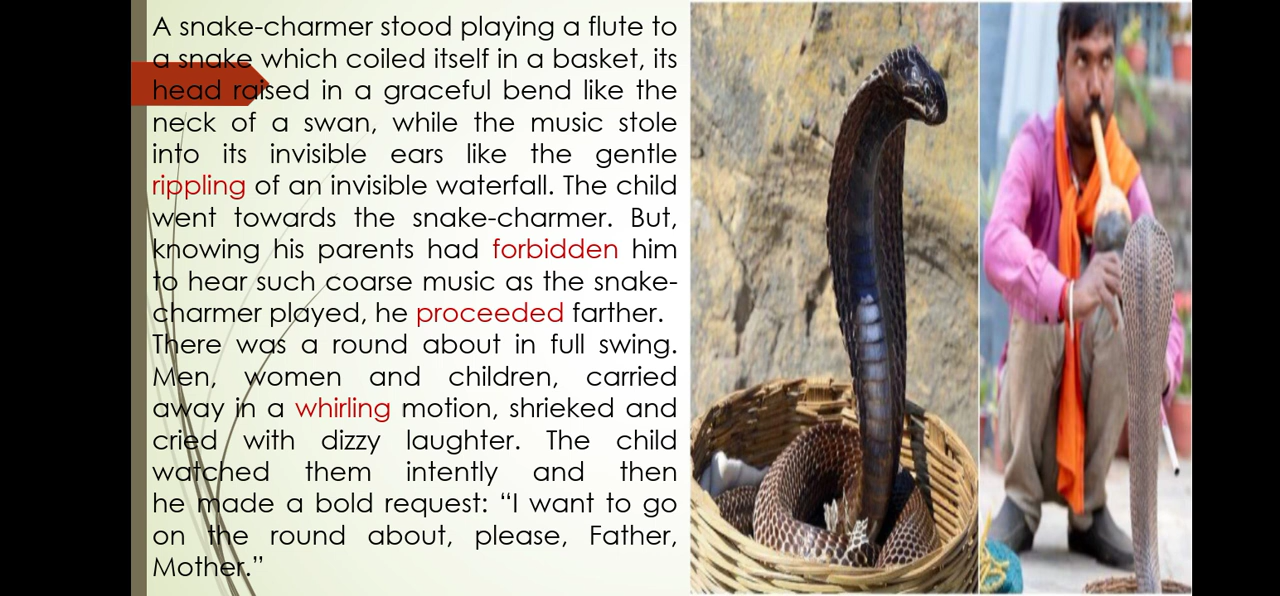 A snake-charmer stood playing a flute to
a snake which coiled itself in a basket, its
head raised in a graceful bend like the
neck of a swan, while the music stole
into its invisible ears like the gentle
rippling of an invisible waterfall. The child
went towards the snake-charmer. But,
knowing his parents had forbidden him
to hear such coarse music as the snake-
charmer played, he proceeded farther.
There was a round about in full swing.
Men, women and children, carried
away in a whirling motion, shrieked and
cried with dizzy laughter. The child
watched them intently and then
he made a bold request: “I want to go
on the round about, please, Father,
Mother.”